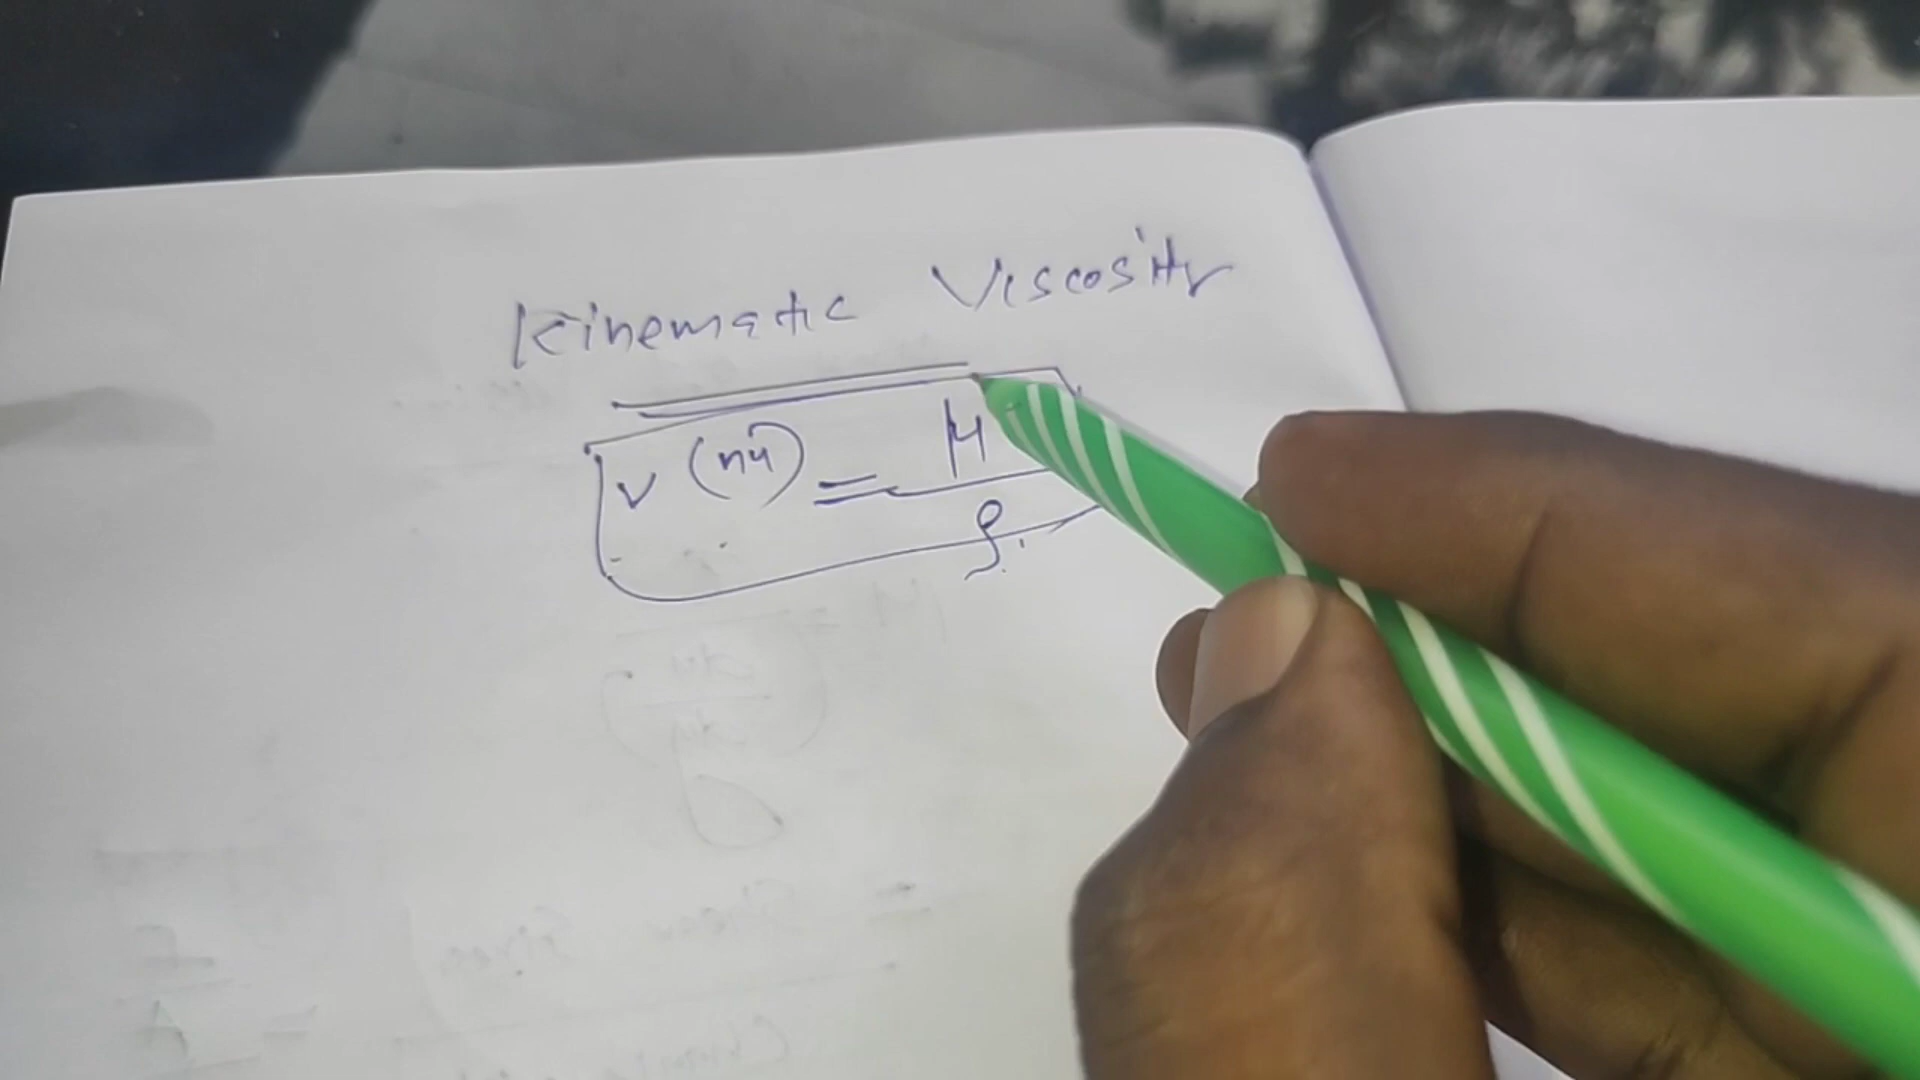 Kinematic Viscosity
ν (nu) = μ
ρ